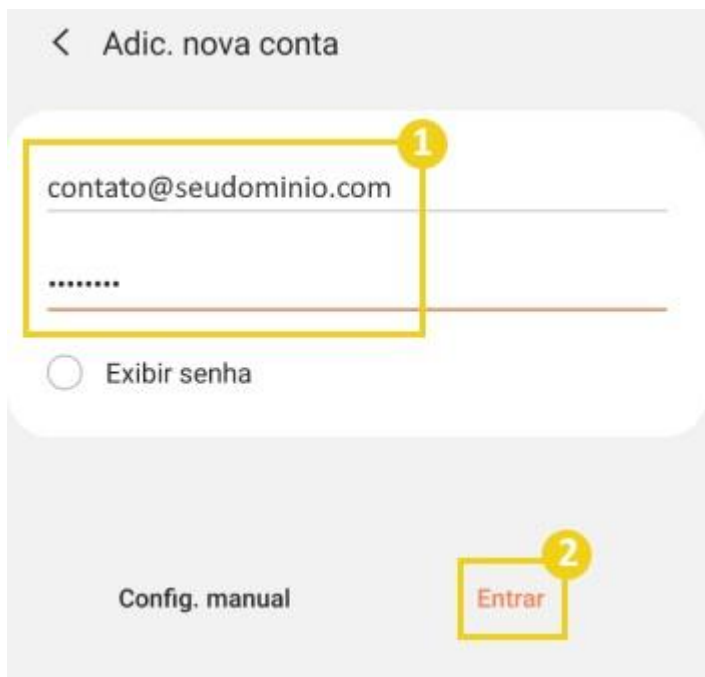 Adic. nova conta
1
contato@seudominio.com
••••••••
Exibir senha
2
Config. manual
Entrar